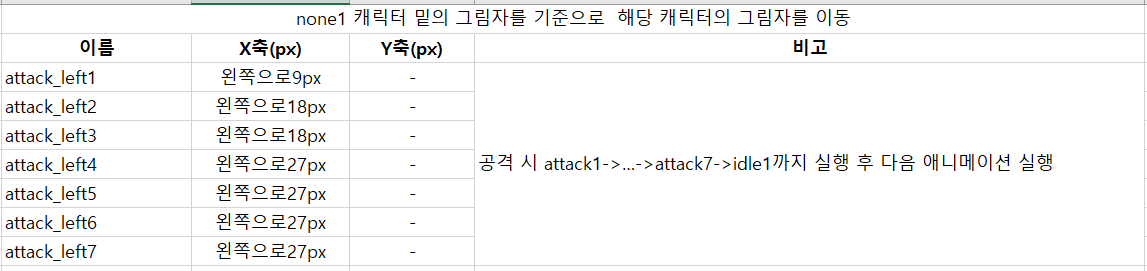 none1 캐릭터 밑의 그림자를 기준으로  해당 캐릭터의 그림자를 이동
이름 X축(px) Y축(px) 비고
attack_left1 왼쪽으로9px -
attack_left2 왼쪽으로18px -
attack_left3 왼쪽으로18px -
attack_left4 왼쪽으로27px - 공격 시 attack1->...->attack7->idle1까지 실행 후 다음 애니메이션 실행
attack_left5 왼쪽으로27px -
attack_left6 왼쪽으로27px -
attack_left7 왼쪽으로27px -